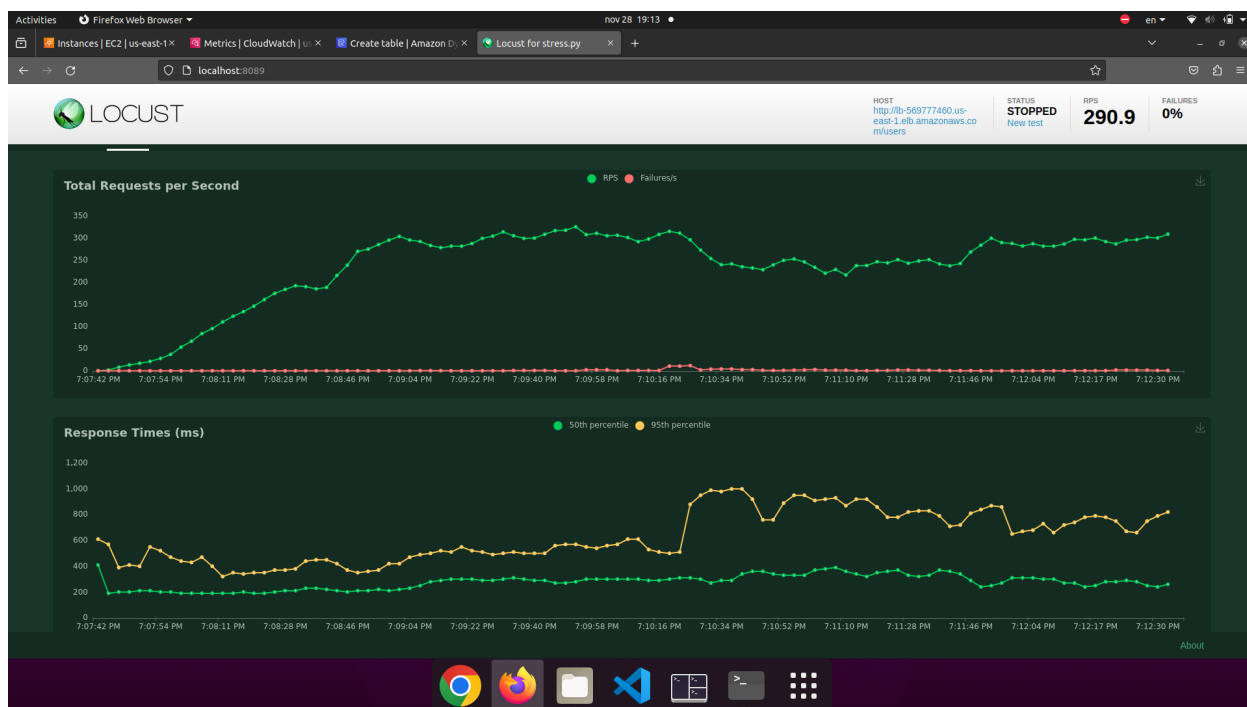 Activities Firefox Web Browser nov 28 19:13 en
Instances | EC2 | us-east-1 Metrics | CloudWatch | us Create table | Amazon Dy Locust for stress.py
localhost:8089
LOCUST
HOST
http://lb-569777460.us-
east-1.elb.amazonaws.co
m/users
STATUS
STOPPED
New test
RPS
290.9
FAILURES
0%
Total Requests per Second
RPS Failures/s
350
300
250
200
150
100
50
0
7:07:42 PM 7:07:54 PM 7:08:11 PM 7:08:28 PM 7:08:46 PM 7:09:04 PM 7:09:22 PM 7:09:40 PM 7:09:58 PM 7:10:16 PM 7:10:34 PM 7:10:52 PM 7:11:10 PM 7:11:28 PM 7:11:46 PM 7:12:04 PM 7:12:17 PM 7:12:30 PM
Response Times (ms)
50th percentile 95th percentile
1,200
1,000
800
600
400
200
0
7:07:42 PM 7:07:54 PM 7:08:11 PM 7:08:28 PM 7:08:46 PM 7:09:04 PM 7:09:22 PM 7:09:40 PM 7:09:58 PM 7:10:16 PM 7:10:34 PM 7:10:52 PM 7:11:10 PM 7:11:28 PM 7:11:46 PM 7:12:04 PM 7:12:17 PM 7:12:30 PM
About